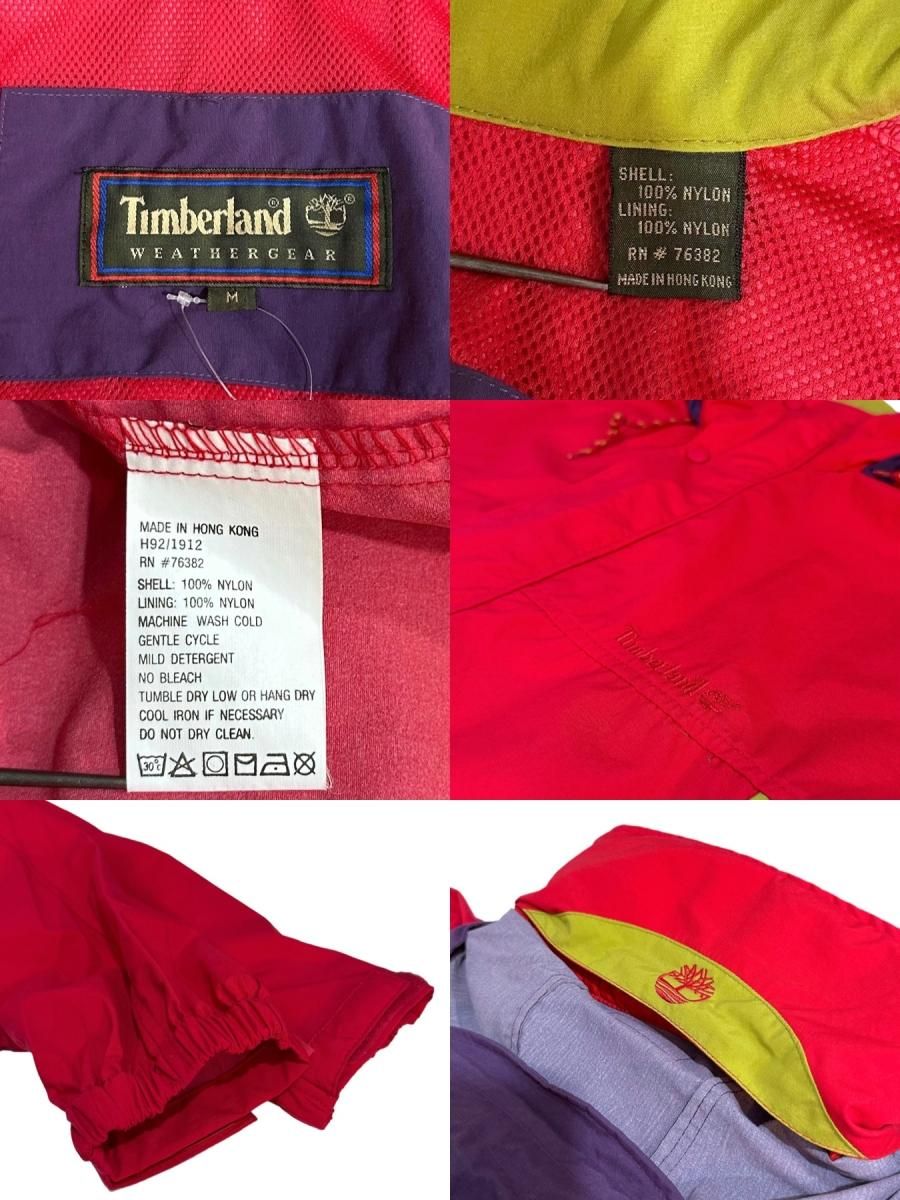 Timberland®
®
WEATHERGEAR
M
SHELL:
100% NYLON
LINING:
100% NYLON
RN # 76382
MADE IN HONG KONG
MADE IN HONG KONG
H92/1912
RN #76382
SHELL: 100% NYLON
LINING: 100% NYLON
MACHINE WASH COLD
GENTLE CYCLE
MILD DETERGENT
NO BLEACH
TUMBLE DRY LOW OR HANG DRY
COOL IRON IF NECESSARY
DO NOT DRY CLEAN.
30°C
Timberland